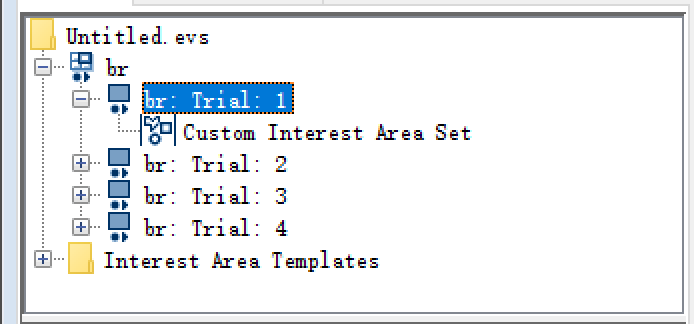 Untitled.evs
br
br: Trial: 1
Custom Interest Area Set
br: Trial: 2
br: Trial: 3
br: Trial: 4
Interest Area Templates